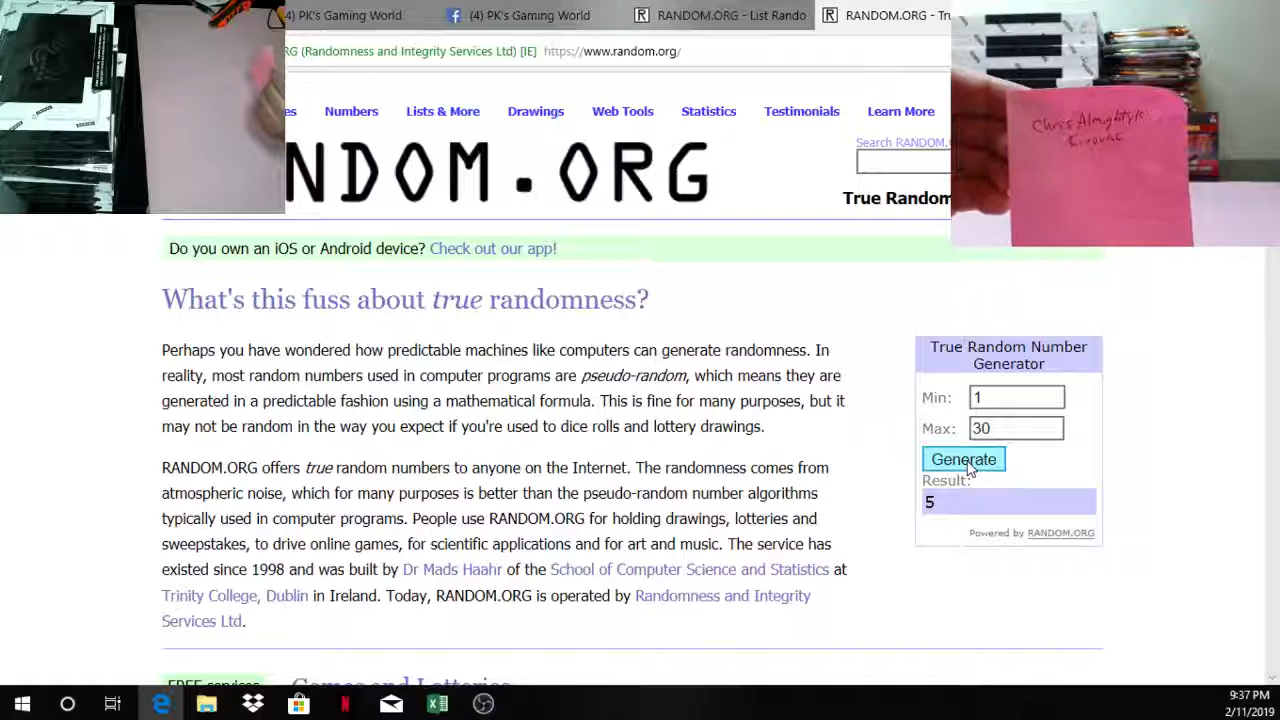 4) PK's Gaming World
(4) PK's Gaming World
RANDOM.ORG - List Rando
RANDOM.ORG - Tru
RG (Randomness and Integrity Services Ltd) [IE] https://www.random.org/
es Numbers Lists & More Drawings Web Tools Statistics Testimonials Learn More
Search RANDOM.O
NDOM.ORG
True Random
Chris Almighty
Do you own an iOS or Android device? Check out our app!
What's this fuss about true randomness?
Perhaps you have wondered how predictable machines like computers can generate randomness. In
reality, most random numbers used in computer programs are pseudo-random, which means they are
generated in a predictable fashion using a mathematical formula. This is fine for many purposes, but it
may not be random in the way you expect if you're used to dice rolls and lottery drawings.
RANDOM.ORG offers true random numbers to anyone on the Internet. The randomness comes from
atmospheric noise, which for many purposes is better than the pseudo-random number algorithms
typically used in computer programs. People use RANDOM.ORG for holding drawings, lotteries and
sweepstakes, to drive online games, for scientific applications and for art and music. The service has
existed since 1998 and was built by Dr Mads Haahr of the School of Computer Science and Statistics at
Trinity College, Dublin in Ireland. Today, RANDOM.ORG is operated by Randomness and Integrity
Services Ltd.
True Random Number
Generator
Min: 1
Max: 30
Generate
Result:
5
Powered by RANDOM.ORG
FREE services
Games and Lotteries
9:37 PM
2/11/2019